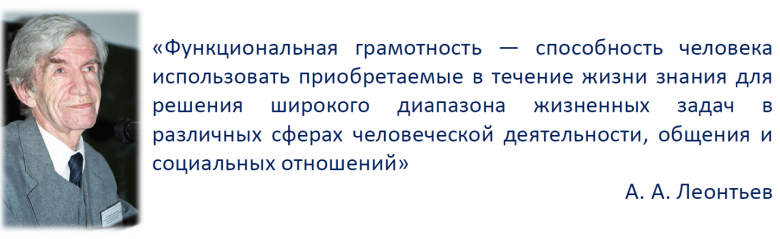 «Функциональная грамотность — способность человека
использовать приобретаемые в течение жизни знания для
решения широкого диапазона жизненных задач в
различных сферах человеческой деятельности, общения и
социальных отношений»
А. А. Леонтьев